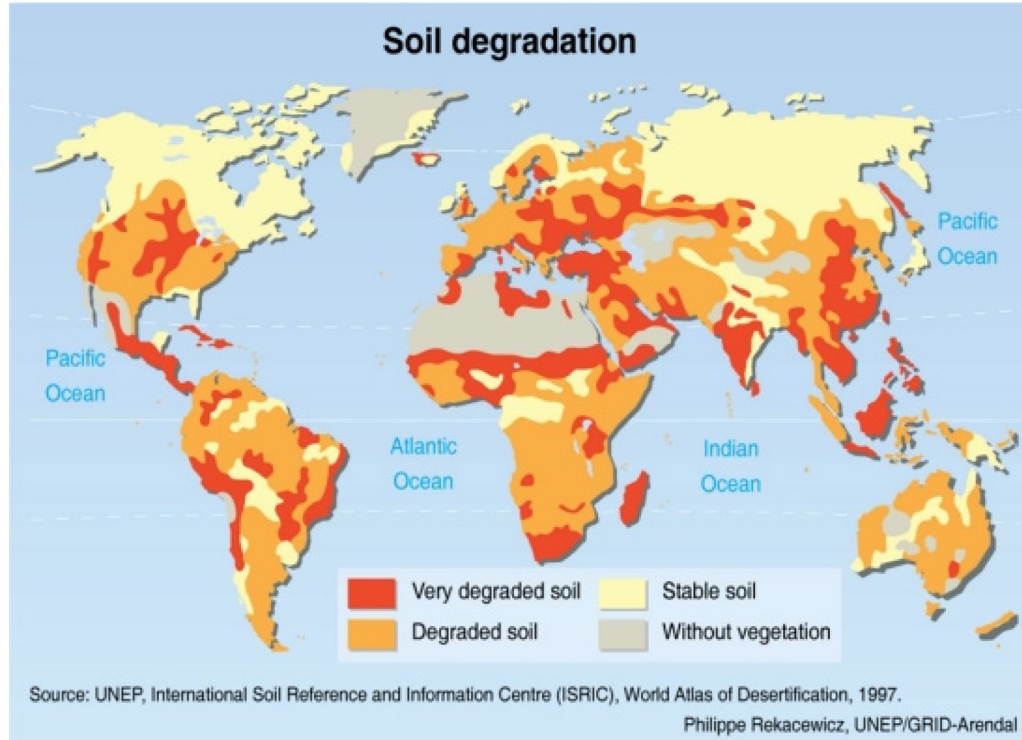 Soil degradation
Pacific
Ocean
Pacific
Ocean
Atlantic
Ocean
Indian
Ocean
Very degraded soil
Stable soil
Degraded soil
Without vegetation
Source: UNEP, International Soil Reference and Information Centre (ISRIC), World Atlas of Desertification, 1997.
Philippe Rekacewicz, UNEP/GRID-Arendal